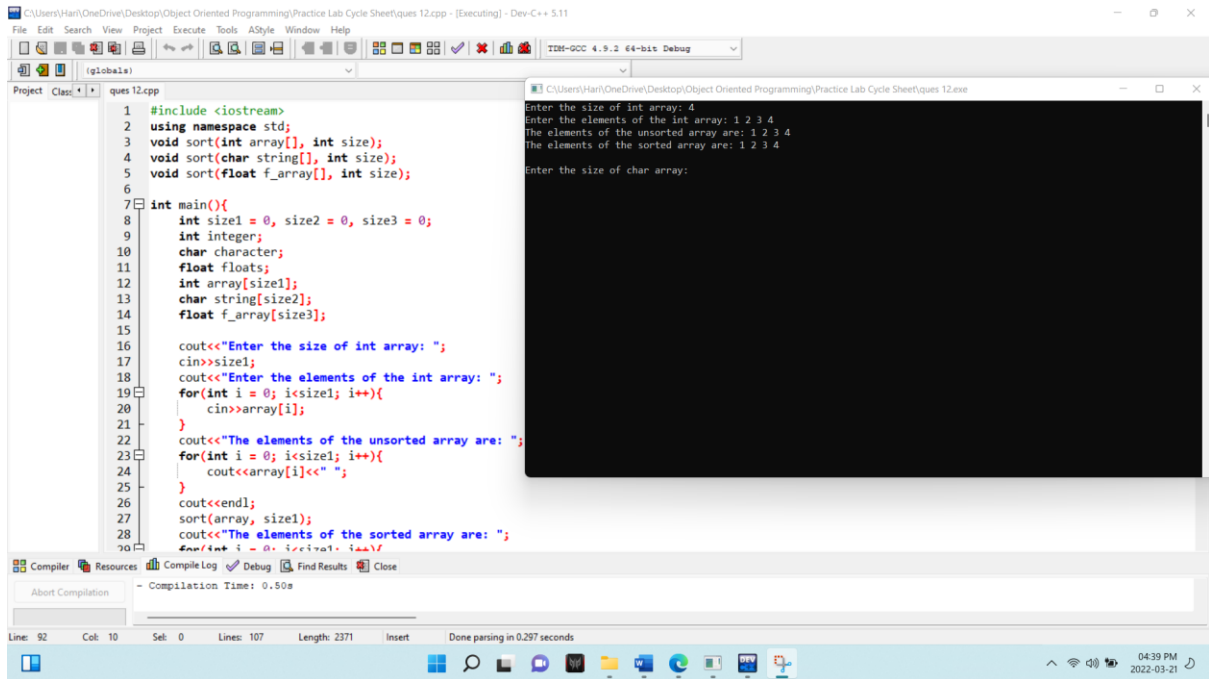 C:\Users\Hari\OneDrive\Desktop\Object Oriented Programming\Practice Lab Cycle Sheet\ques 12.cpp - [Executing] - Dev-C++ 5.11
File Edit Search View Project Execute Tools AStyle Window Help
TDM-GCC 4.9.2 64-bit Debug
(globals)
Project Clas: ques 12.cpp
1 #include <iostream>
2 using namespace std;
3 void sort(int array[], int size);
4 void sort(char string[], int size);
5 void sort(float f_array[], int size);
6
7 int main(){
8 int size1 = 0, size2 = 0, size3 = 0;
9 int integer;
10 char character;
11 float floats;
12 int array[size1];
13 char string[size2];
14 float f_array[size3];
15
16 cout<<"Enter the size of int array: ";
17 cin>>size1;
18 cout<<"Enter the elements of the int array: ";
19 for(int i = 0; i<size1; i++){
20 cin>>array[i];
21 }
22 cout<<"The elements of the unsorted array are: ";
23 for(int i = 0; i<size1; i++){
24 cout<<array[i]<<" ";
25 }
26 cout<<endl;
27 sort(array, size1);
28 cout<<"The elements of the sorted array are: ";
29 for(int i = 0; i<size1; i++){
C:\Users\Hari\OneDrive\Desktop\Object Oriented Programming\Practice Lab Cycle Sheet\ques 12.exe
Enter the size of int array: 4
Enter the elements of the int array: 1 2 3 4
The elements of the unsorted array are: 1 2 3 4
The elements of the sorted array are: 1 2 3 4
Enter the size of char array:
Compiler Resources Compile Log Debug Find Results Close
Abort Compilation
- Compilation Time: 0.50s
Line: 92 Col: 10 Sel: 0 Lines: 107 Length: 2371 Insert Done parsing in 0.297 seconds
DEV
04:39 PM
2022-03-21